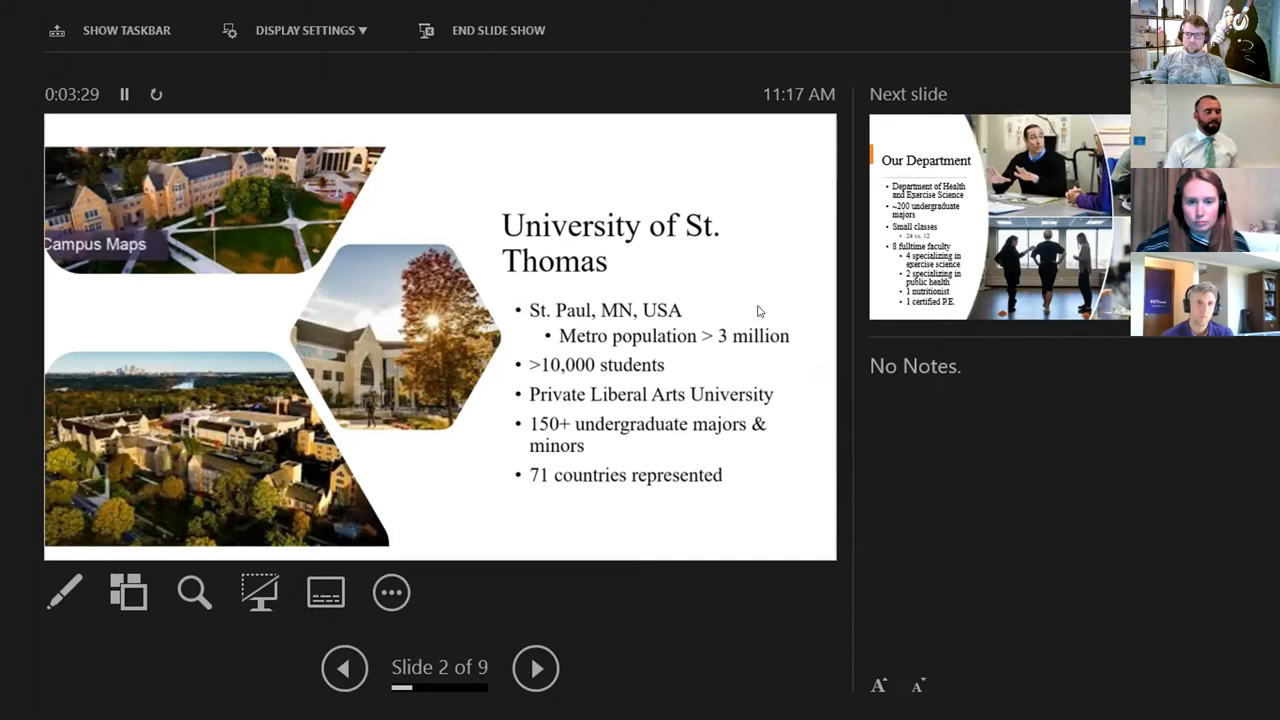 SHOW TASKBAR
DISPLAY SETTINGS
END SLIDE SHOW
0:03:29
11:17 AM
Campus Maps
University of St.
Thomas
• St. Paul, MN, USA
• Metro population > 3 million
• >10,000 students
• Private Liberal Arts University
• 150+ undergraduate majors &
minors
• 71 countries represented
Next slide
Our Department
• Department of Health
and Exercise Science
• ~200 undergraduate
majors
• Small classes
• 24 vs. 12
• 8 fulltime faculty
• 4 specializing in
exercise science
• 2 specializing in
public health
• 1 nutritionist
• 1 certified P.E.
No Notes.
Slide 2 of 9
A A